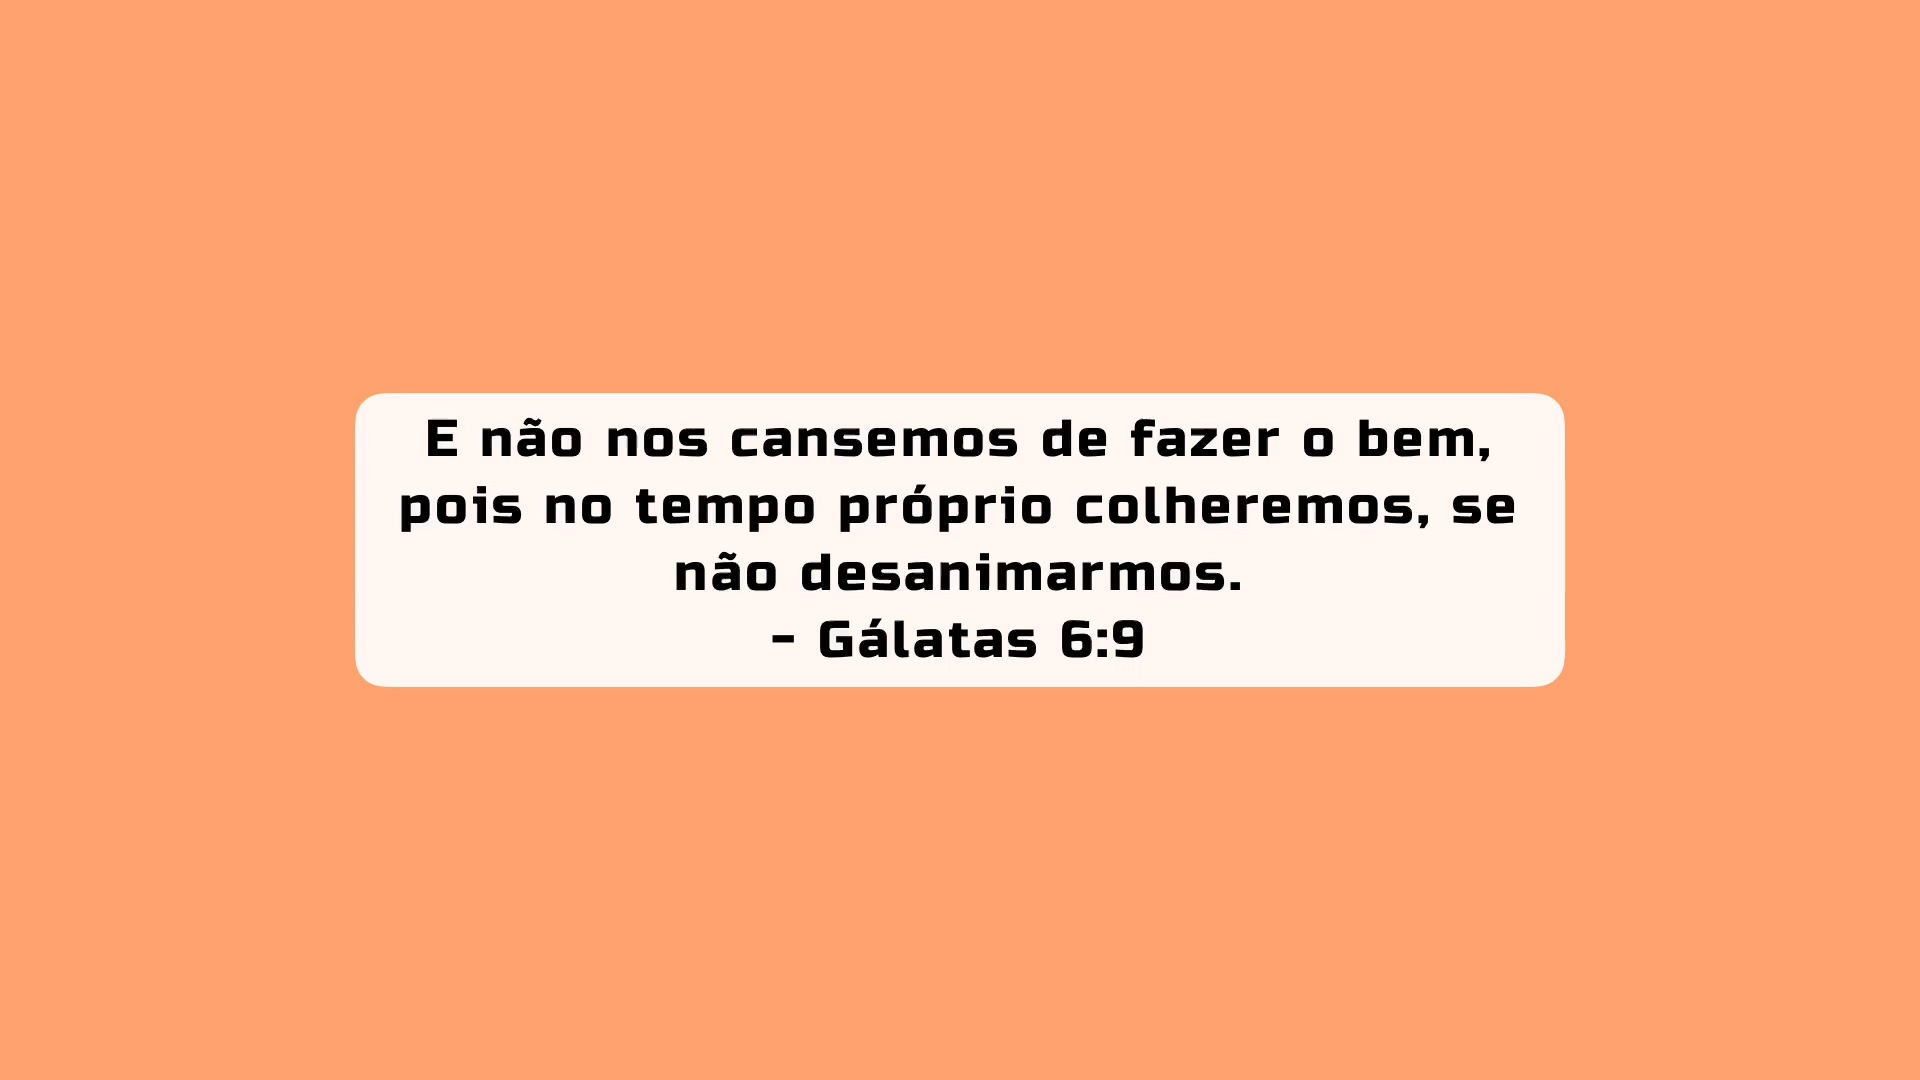 E não nos cansemos de fazer o bem,
pois no tempo próprio colheremos, se
não desanimarmos.
- Gálatas 6:9